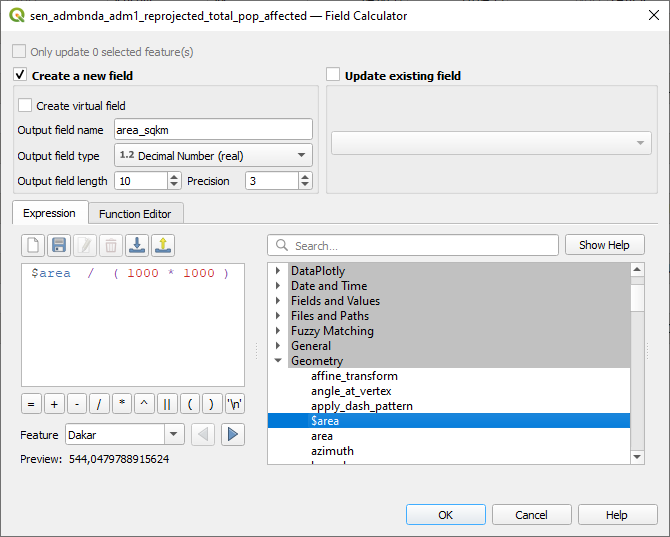 sen_admbnda_adm1_reprojected_total_pop_affected — Field Calculator
Only update 0 selected feature(s)
Create a new field
Update existing field
Create virtual field
Output field name area_sqkm
Output field type 1.2 Decimal Number (real)
Output field length 10 Precision 3
Expression Function Editor
Search... Show Help
$area / ( 1000 * 1000 )
DataPlotly
Date and Time
Fields and Values
Files and Paths
Fuzzy Matching
General
Geometry
affine_transform
angle_at_vertex
apply_dash_pattern
$area
area
azimuth
= + - / * ^ || ( ) '\n'
Feature Dakar
Preview: 544,0479788915624
OK Cancel Help